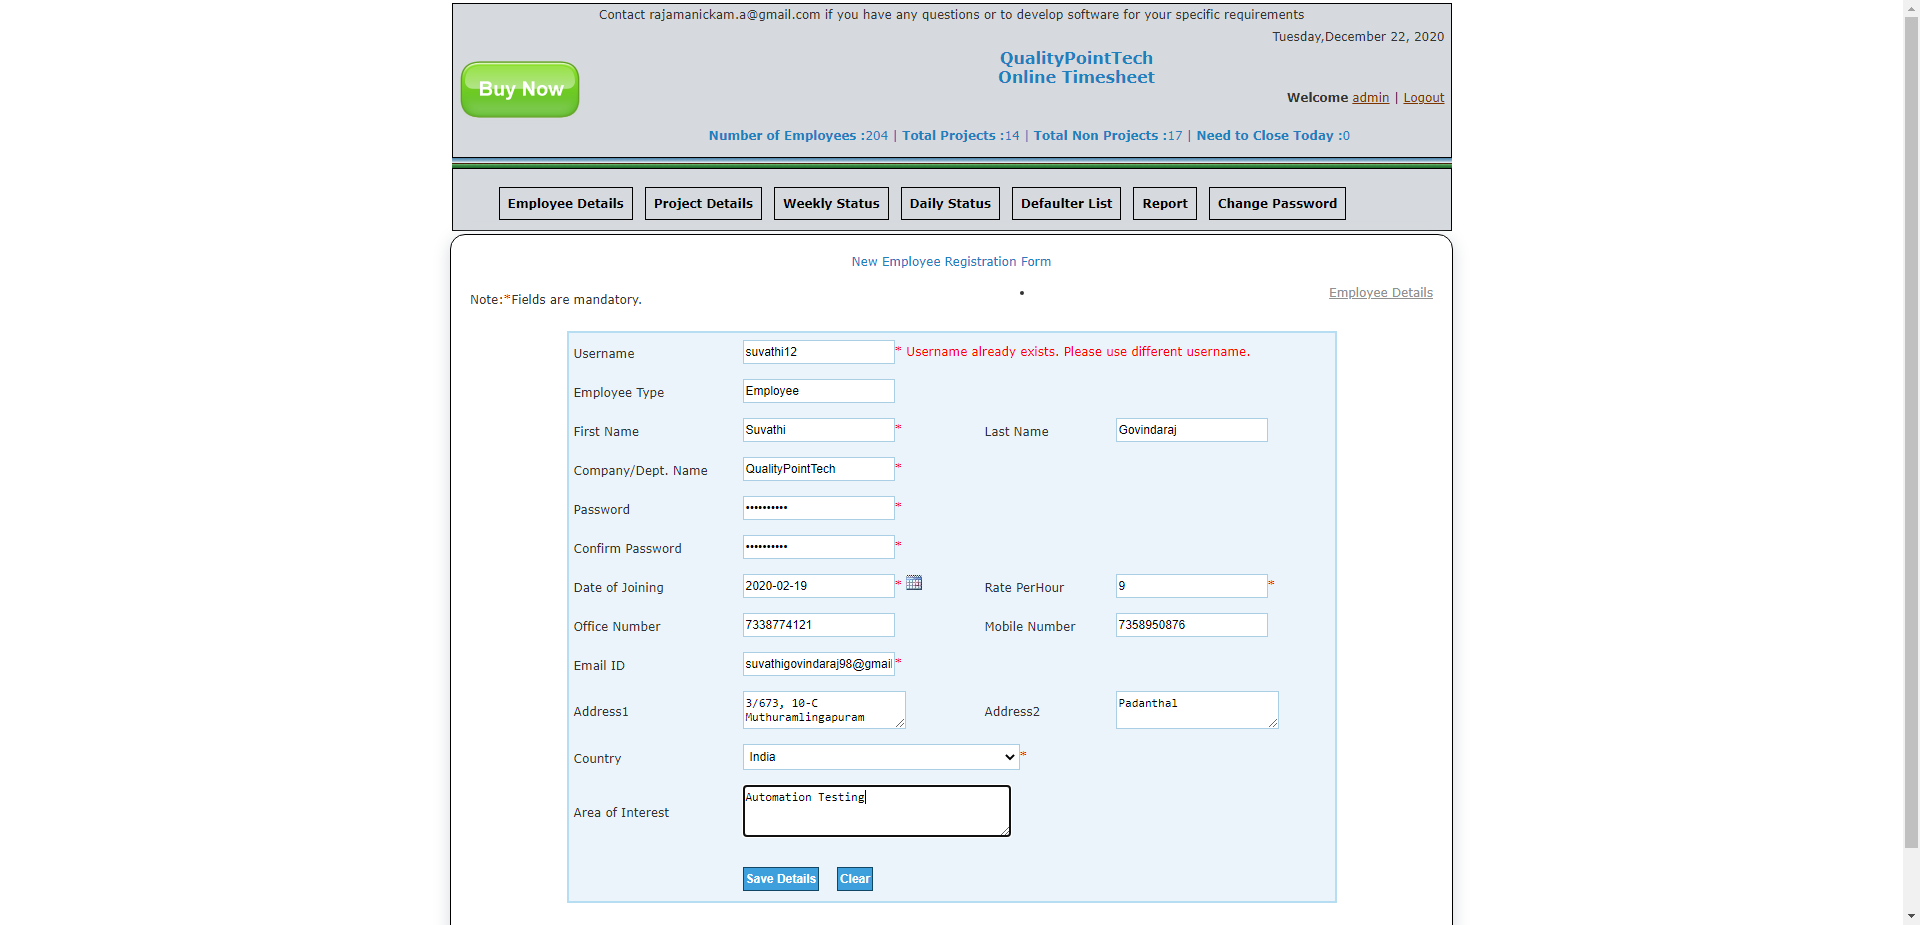 Contact rajamanickam.a@gmail.com if you have any questions or to develop software for your specific requirements
Tuesday,December 22, 2020
Buy Now
QualityPointTech
Online Timesheet
Welcome admin | Logout
Number of Employees :204 | Total Projects :14 | Total Non Projects :17 | Need to Close Today :0
Employee Details Project Details Weekly Status Daily Status Defaulter List Report Change Password
New Employee Registration Form
Note:*Fields are mandatory.
Employee Details
Username suvathi12 * Username already exists. Please use different username.
Employee Type Employee
First Name Suvathi * Last Name Govindaraj
Company/Dept. Name QualityPointTech *
Password •••••••••• *
Confirm Password •••••••••• *
Date of Joining 2020-02-19 * Rate PerHour 9 *
Office Number 7338774121 Mobile Number 7358950876
Email ID suvathigovindaraj98@gmail *
Address1 3/673, 10-C
Muthuramlingapuram
Address2 Padanthal
Country India *
Area of Interest Automation Testing
Save Details Clear